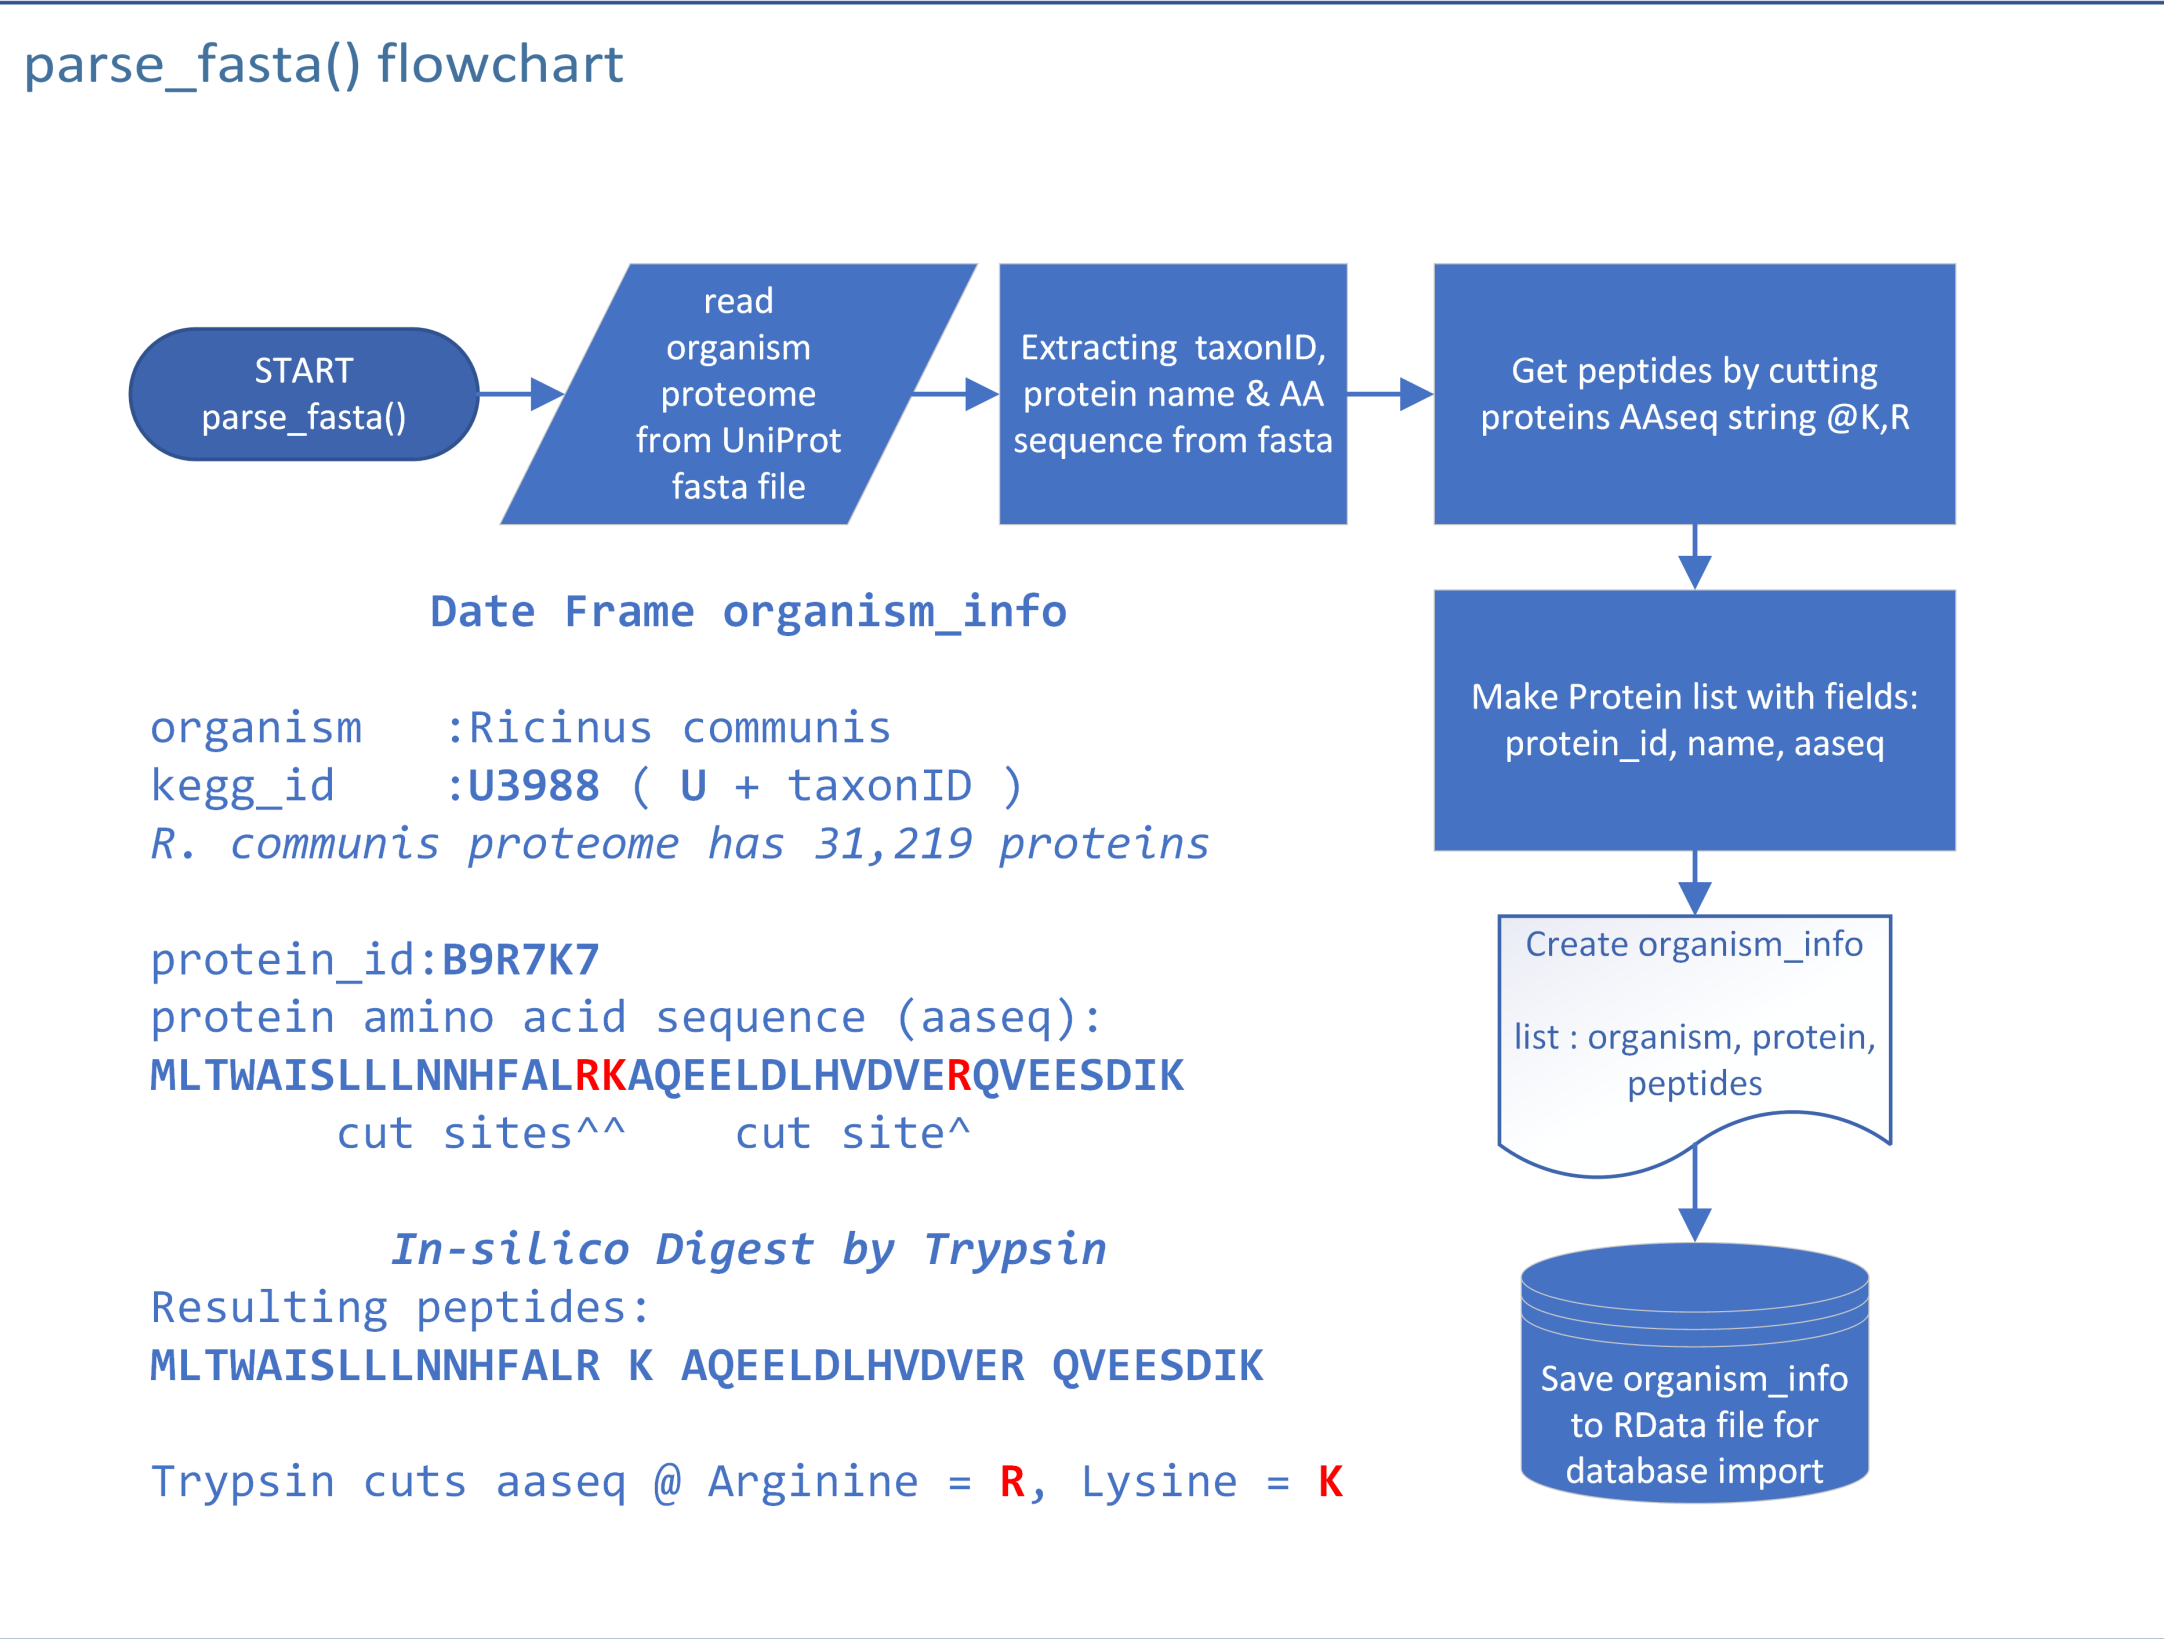 parse_fasta() flowchart
START
parse_fasta()
read
organism
proteome
from UniProt
fasta file
Extracting  taxonID,
protein name & AA
sequence from fasta
Get peptides by cutting
proteins AAseq string @K,R
Make Protein list with fields:
protein_id, name, aaseq
Create organism_info
list : organism, protein,
peptides
Save organism_info
to RData file for
database import
Date Frame organism_info
organism   :Ricinus communis
kegg_id    :U3988 ( U + taxonID )
R. communis proteome has 31,219 proteins
protein_id:B9R7K7
protein amino acid sequence (aaseq):
MLTWAISLLLNNHFALRKAQEELDLHVDVERQVEESDIK
cut sites^^    cut site^
In-silico Digest by Trypsin
Resulting peptides:
MLTWAISLLLNNHFALR K AQEELDLHVDVER QVEESDIK
Trypsin cuts aaseq @ Arginine = R, Lysine = K